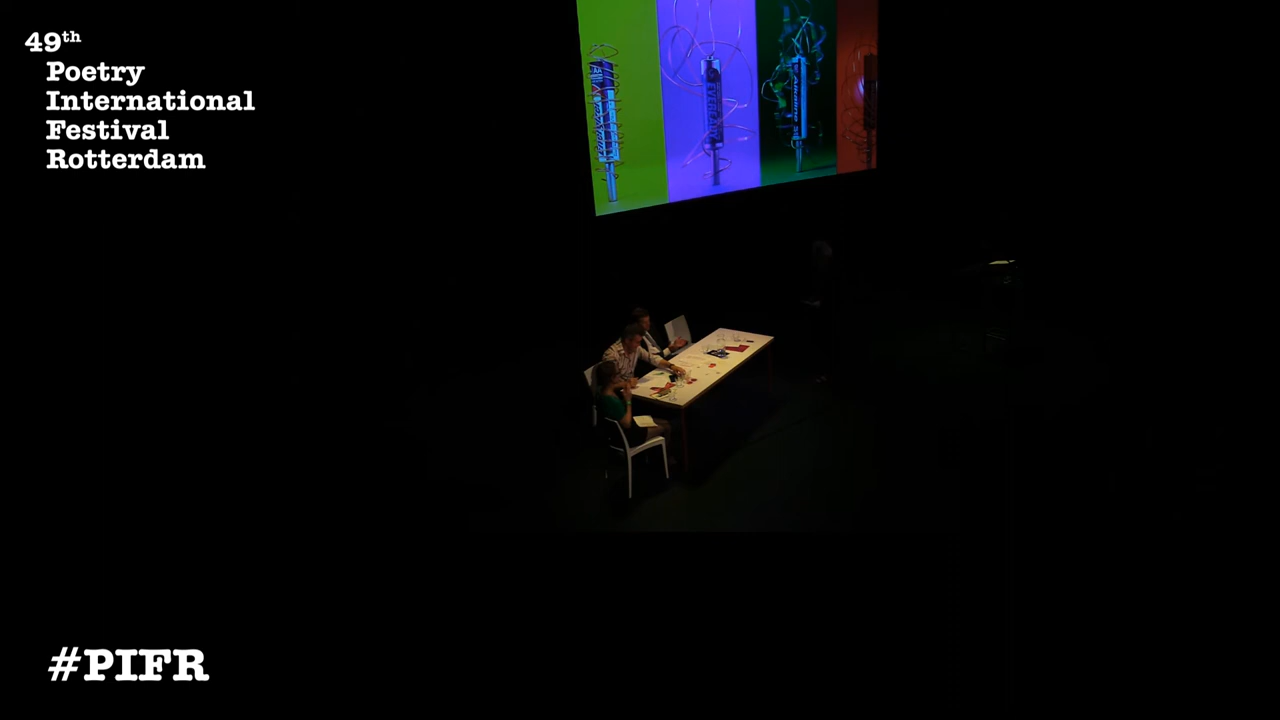 49th
Poetry
International
Festival
Rotterdam
#PIFR